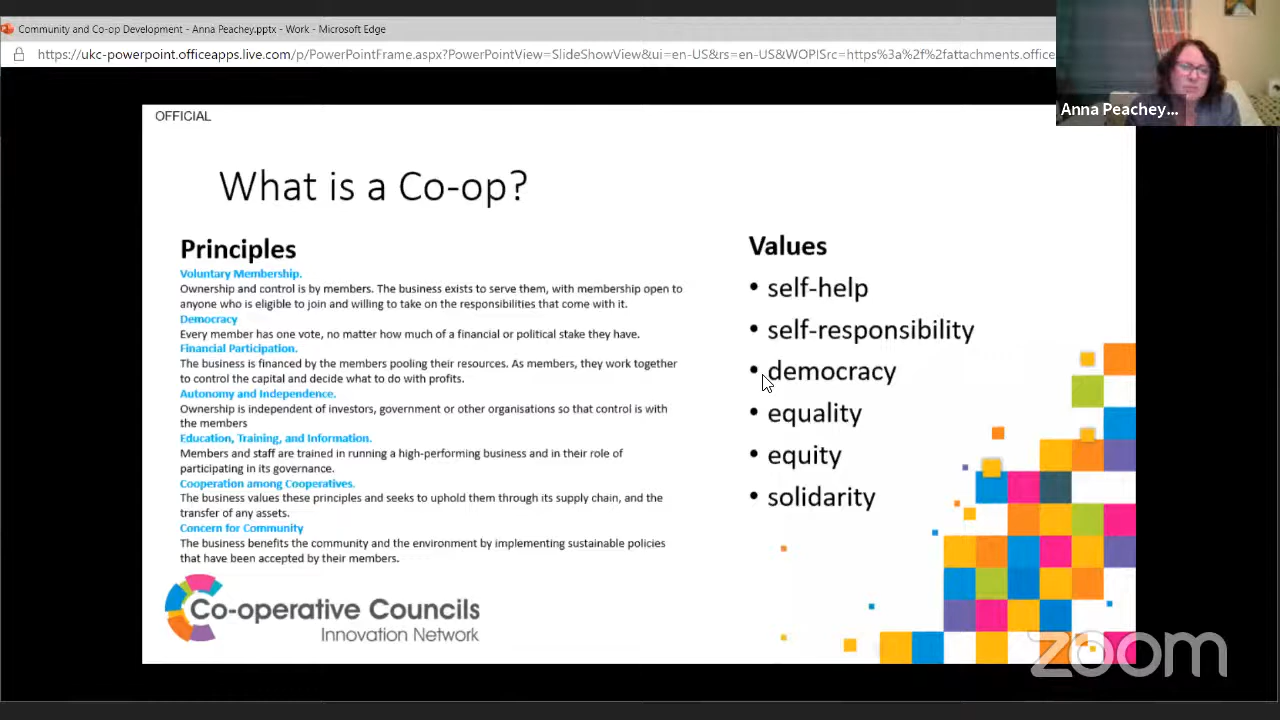 Community and Co-op Development - Anna Peachey.pptx - Work - Microsoft Edge
https://ukc-powerpoint.officeapps.live.com/p/PowerPointFrame.aspx?PowerPointView=SlideShowView&ui=en-US&rs=en-US&WOPISrc=https%3a%2f%2fattachments.office
Anna Peachey...
OFFICIAL
What is a Co-op?
Principles
Voluntary Membership.
Ownership and control is by members. The business exists to serve them, with membership open to
anyone who is eligible to join and willing to take on the responsibilities that come with it.
Democracy
Every member has one vote, no matter how much of a financial or political stake they have.
Financial Participation.
The business is financed by the members pooling their resources. As members, they work together
to control the capital and decide what to do with profits.
Autonomy and Independence.
Ownership is independent of investors, government or other organisations so that control is with
the members
Education, Training, and Information.
Members and staff are trained in running a high-performing business and in their role of
participating in its governance.
Cooperation among Cooperatives.
The business values these principles and seeks to uphold them through its supply chain, and the
transfer of any assets.
Concern for Community
The business benefits the community and the environment by implementing sustainable policies
that have been accepted by their members.
Values
• self-help
• self-responsibility
• democracy
• equality
• equity
• solidarity
Co-operative Councils
Innovation Network
zoom